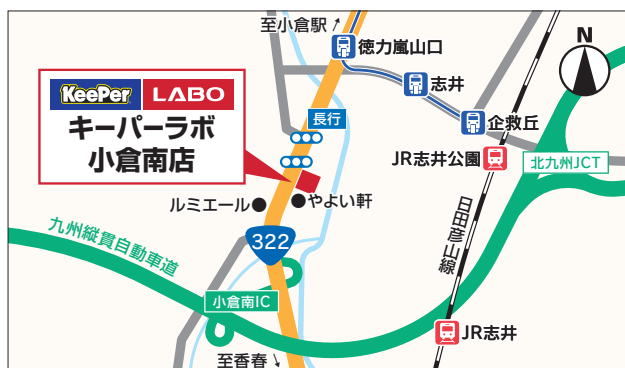 至小倉駅
徳力嵐山口
N
志井
企救丘
KeePer LABO
キーパーラボ
小倉南店
長行
JR志井公園
北九州JCT
ルミエール
やよい軒
日田彦山線
322
九州縦貫自動車道
小倉南IC
JR志井
至香春